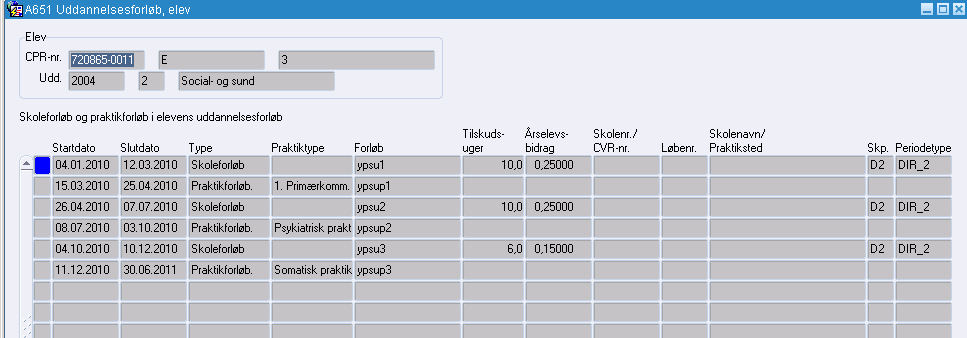 A651 Uddannelsesforløb, elev
Elev
CPR-nr. 720865-0011 E 3
Udd. 2004 2 Social- og sund
Skoleforløb og praktikforløb i elevens uddannelsesforløb
Tilskuds- Årselevs- Skolenr./ Skolenavn/
Startdato Slutdato Type Praktiktype Forløb uger bidrag CVR-nr. Løbenr. Praktiksted Skp. Periodetype
04.01.2010 12.03.2010 Skoleforløb ypsu1 10,0 0,25000 D2 DIR_2
15.03.2010 25.04.2010 Praktikforløb. 1. Primærkomm. ypsup1
26.04.2010 07.07.2010 Skoleforløb ypsu2 10,0 0,25000 D2 DIR_2
08.07.2010 03.10.2010 Praktikforløb. Psykiatrisk prakt ypsup2
04.10.2010 10.12.2010 Skoleforløb ypsu3 6,0 0,15000 D2 DIR_2
11.12.2010 30.06.2011 Praktikforløb. Somatisk praktik ypsup3